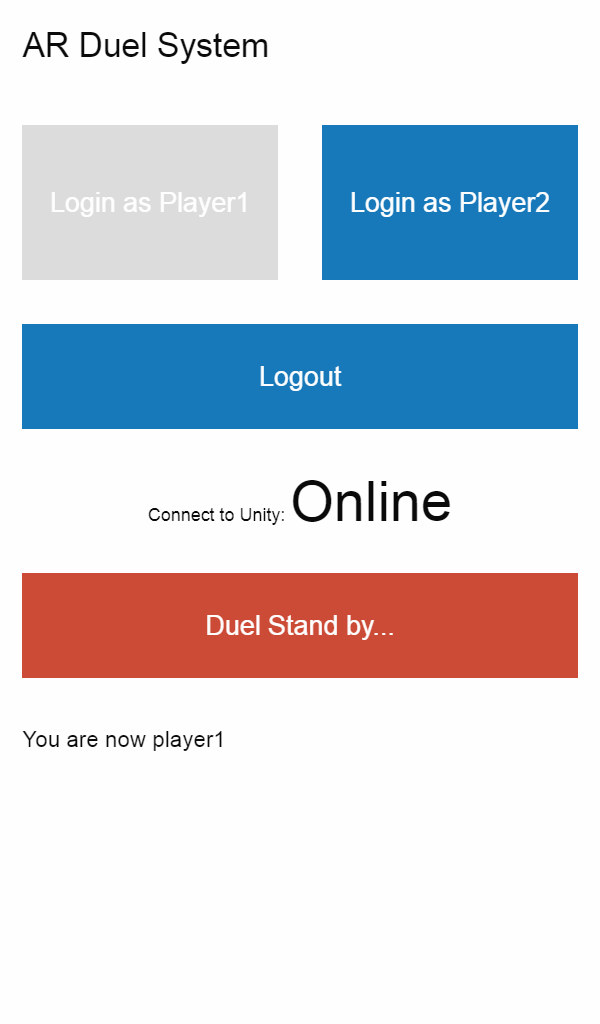 AR Duel System
Login as Player1
Login as Player2
Logout
Connect to Unity: Online
Duel Stand by...
You are now player1